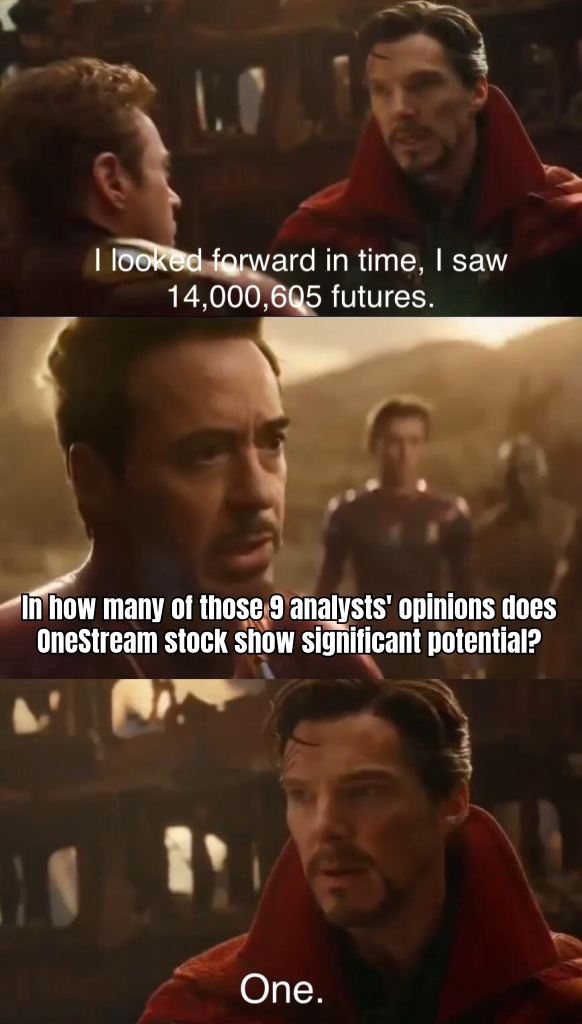 I looked forward in time, I saw
14,000,605 futures.
In how many of those 9 analysts' opinions does
OneStream stock show significant potential?
One.